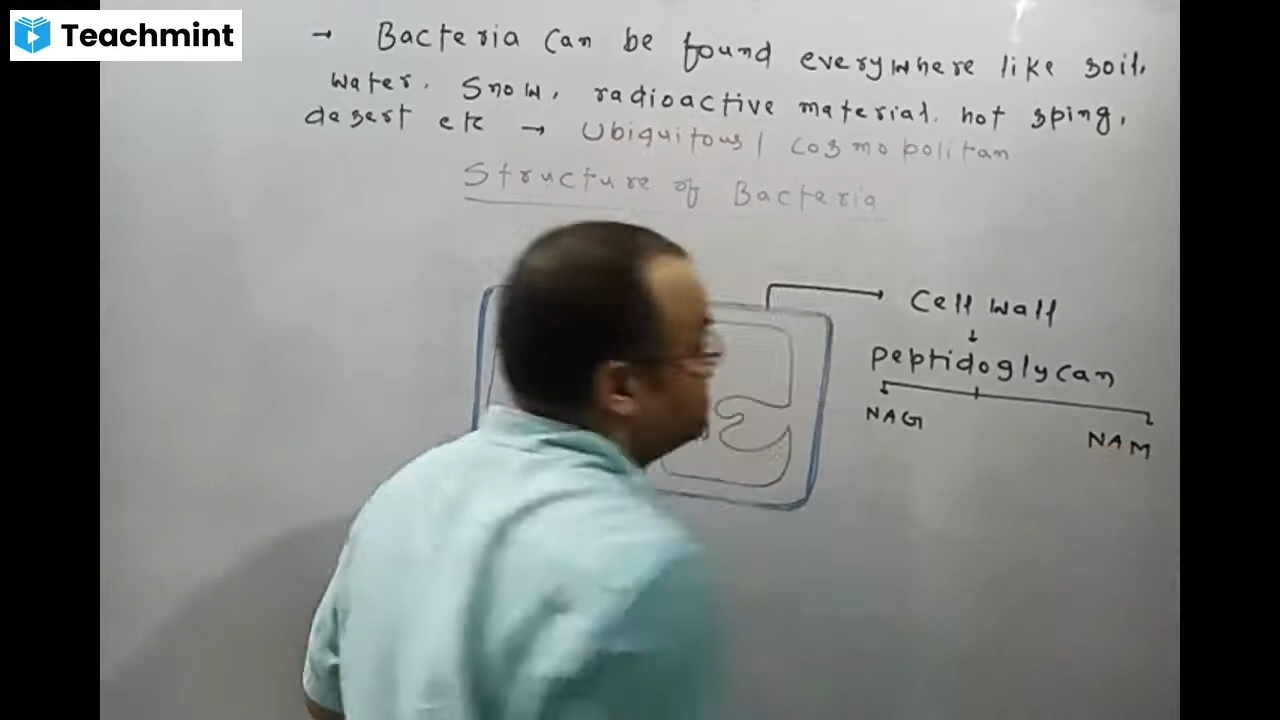 Teachmint
→ Bacteria can be found everywhere like soil,
water, snow, radioactive material, hot sping,
desert etc → Ubiquitous / Cosmopolitan
Structure of Bacteria
Cell wall
Peptidoglycan
NAG
NAM